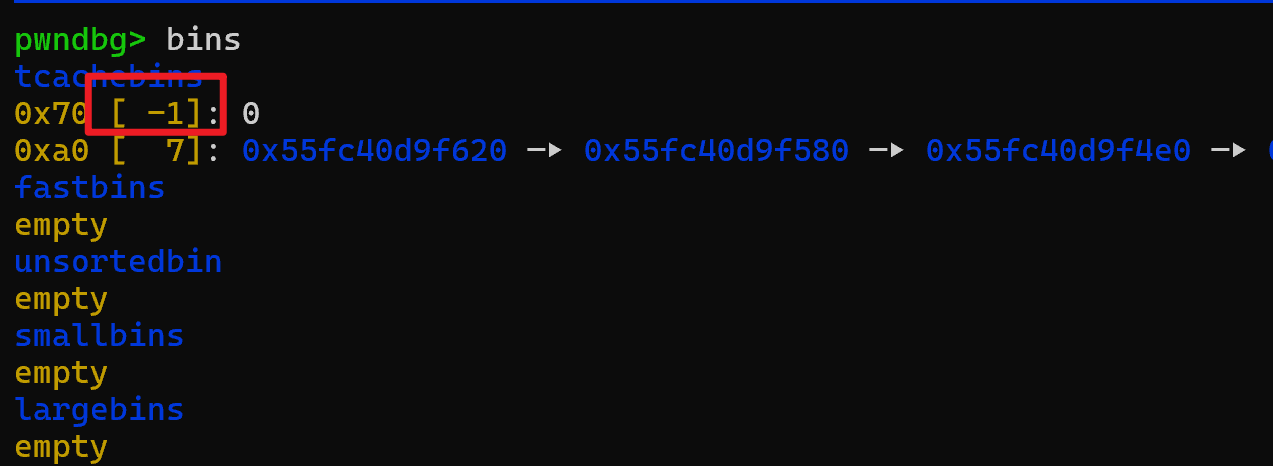 pwndbg> bins
tcachebins
0x70 [ -1]: 0
0xa0 [  7]: 0x55fc40d9f620 —▸ 0x55fc40d9f580 —▸ 0x55fc40d9f4e0 —▸
fastbins
empty
unsortedbin
empty
smallbins
empty
largebins
empty